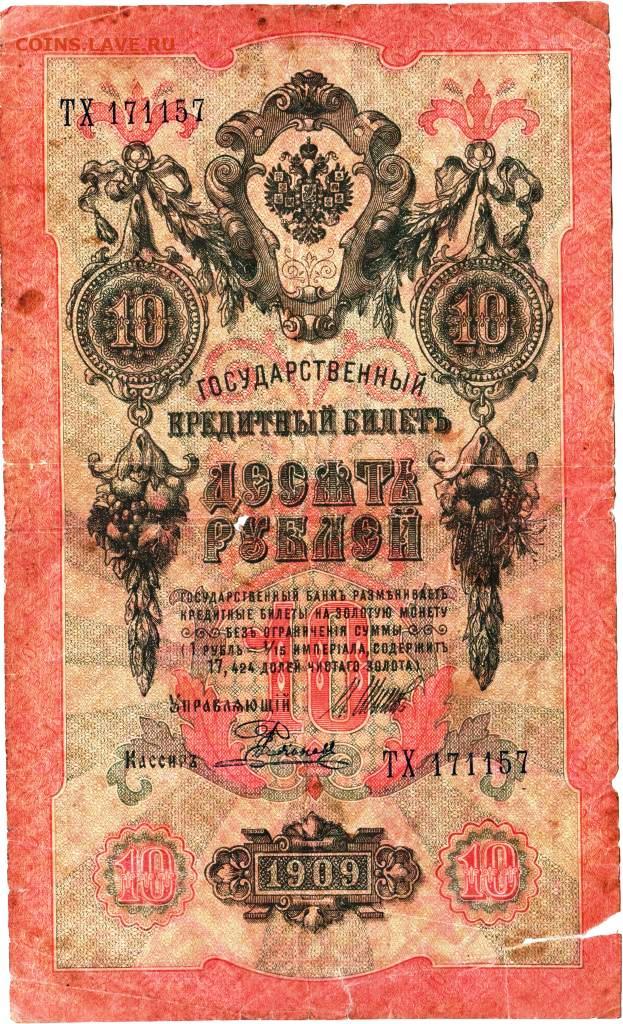 COINS.LAVE.RU
ТХ 171157
10
10
ГОСУДАРСТВЕННЫЙ
КРЕДИТНЫЙ БИЛЕТЪ
ДЕСЯТЬ
РУБЛЕЙ
ГОСУДАРСТВЕННЫЙ БАНКЪ РАЗМѢНИВАЕТЪ
КРЕДИТНЫЕ БИЛЕТЫ НА ЗОЛОТУЮ МОНЕТУ
БЕЗЪ ОГРАНИЧЕНІЯ СУММЫ
(1 РУБЛЬ = 1/15 ИМПЕРІАЛА, СОДЕРЖИТЪ
17,424 ДОЛЕЙ ЧИСТАГО ЗОЛОТА.)
10
УПРАВЛЯЮЩІЙ
КАССИРЪ
ТХ 171157
10
1909
10